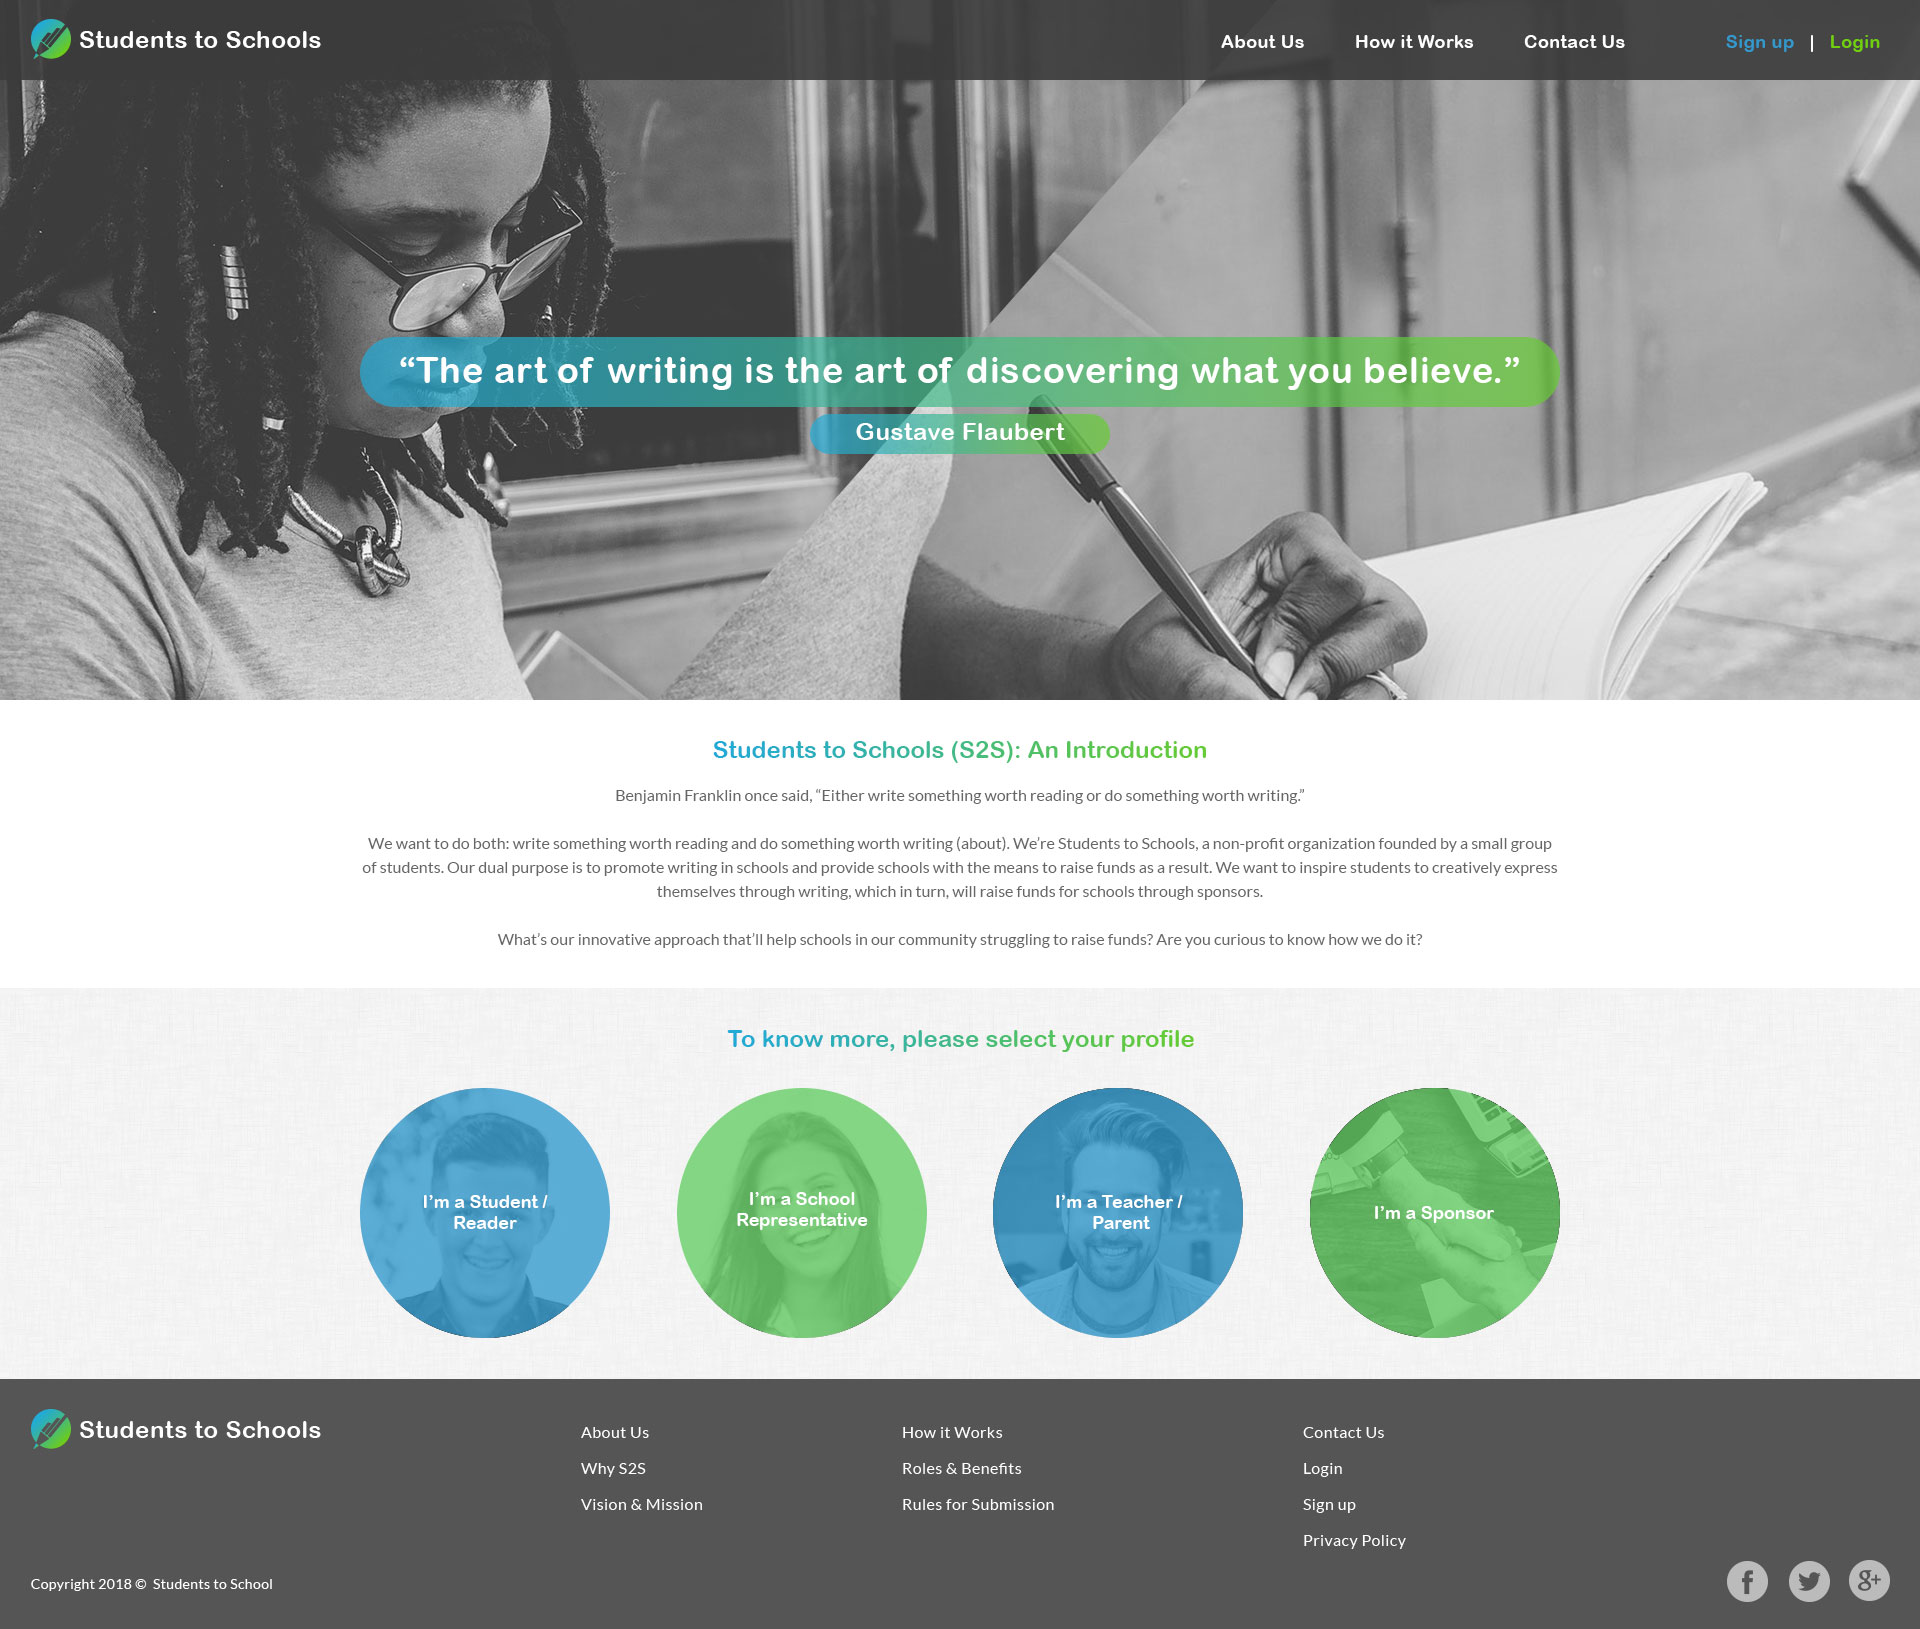 Students to Schools
About Us
How it Works
Contact Us
Sign up | Login
“The art of writing is the art of discovering what you believe.”
Gustave Flaubert
Students to Schools (S2S): An Introduction
Benjamin Franklin once said, “Either write something worth reading or do something worth writing.”
We want to do both: write something worth reading and do something worth writing (about). We’re Students to Schools, a non-profit organization founded by a small group
of students. Our dual purpose is to promote writing in schools and provide schools with the means to raise funds as a result. We want to inspire students to creatively express
themselves through writing, which in turn, will raise funds for schools through sponsors.
What’s our innovative approach that’ll help schools in our community struggling to raise funds? Are you curious to know how we do it?
To know more, please select your profile
I’m a Student /
Reader
I’m a School
Representative
I’m a Teacher /
Parent
I’m a Sponsor
Students to Schools
About Us
Why S2S
Vision & Mission
How it Works
Roles & Benefits
Rules for Submission
Contact Us
Login
Sign up
Privacy Policy
Copyright 2018 © Students to School